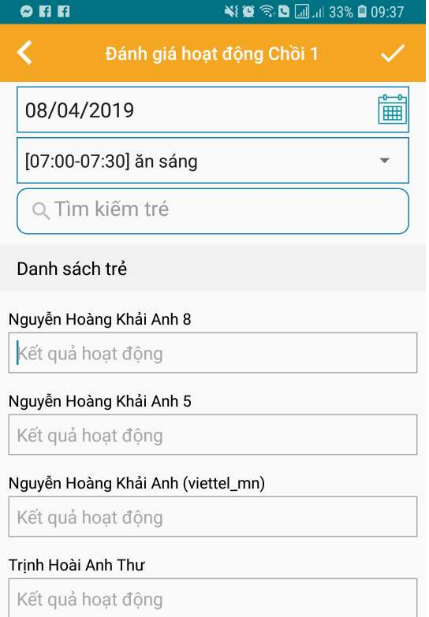 33% 09:37
Đánh giá hoạt động Chồi 1
08/04/2019
[07:00-07:30] ăn sáng
Tìm kiếm trẻ
Danh sách trẻ
Nguyễn Hoàng Khải Anh 8
Kết quả hoạt động
Nguyễn Hoàng Khải Anh 5
Kết quả hoạt động
Nguyễn Hoàng Khải Anh (viettel_mn)
Kết quả hoạt động
Trịnh Hoài Anh Thư
Kết quả hoạt động